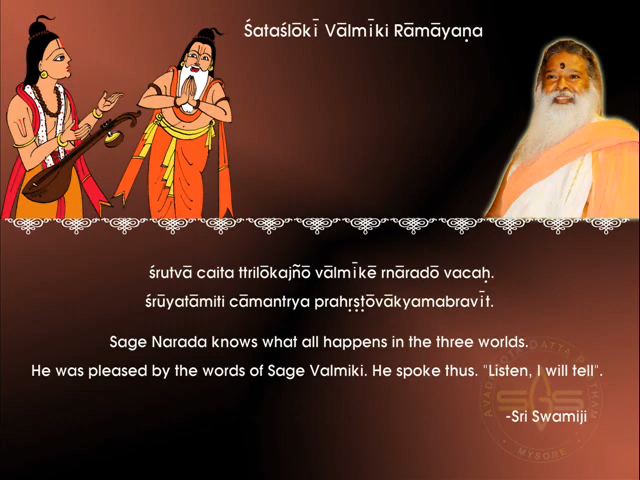 Śataślōkī Vālmīki Rāmāyaṇa
śrutvā caita ttrilōkajñō vālmīkē rnāradō vacaḥ.
śrūyatāmiti cāmantrya prahṛṣṭōvākyamabravīt.
Sage Narada knows what all happens in the three worlds.
He was pleased by the words of Sage Valmiki. He spoke thus. "Listen, I will tell".
-Sri Swamiji
SGS
MYSORE